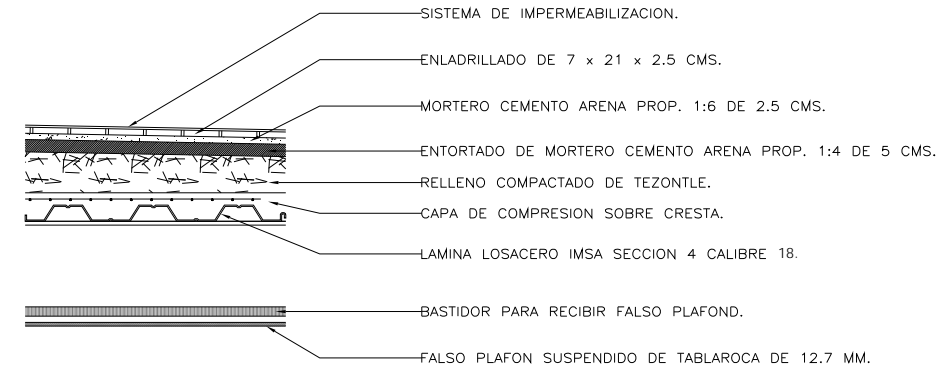 SISTEMA DE IMPERMEABILIZACION.
ENLADRILLADO DE 7 x 21 x 2.5 CMS.
MORTERO CEMENTO ARENA PROP. 1:6 DE 2.5 CMS.
ENTORTADO DE MORTERO CEMENTO ARENA PROP. 1:4 DE 5 CMS.
RELLENO COMPACTADO DE TEZONTLE.
CAPA DE COMPRESION SOBRE CRESTA.
LAMINA LOSACERO IMSA SECCION 4 CALIBRE 18.
BASTIDOR PARA RECIBIR FALSO PLAFOND.
FALSO PLAFON SUSPENDIDO DE TABLAROCA DE 12.7 MM.